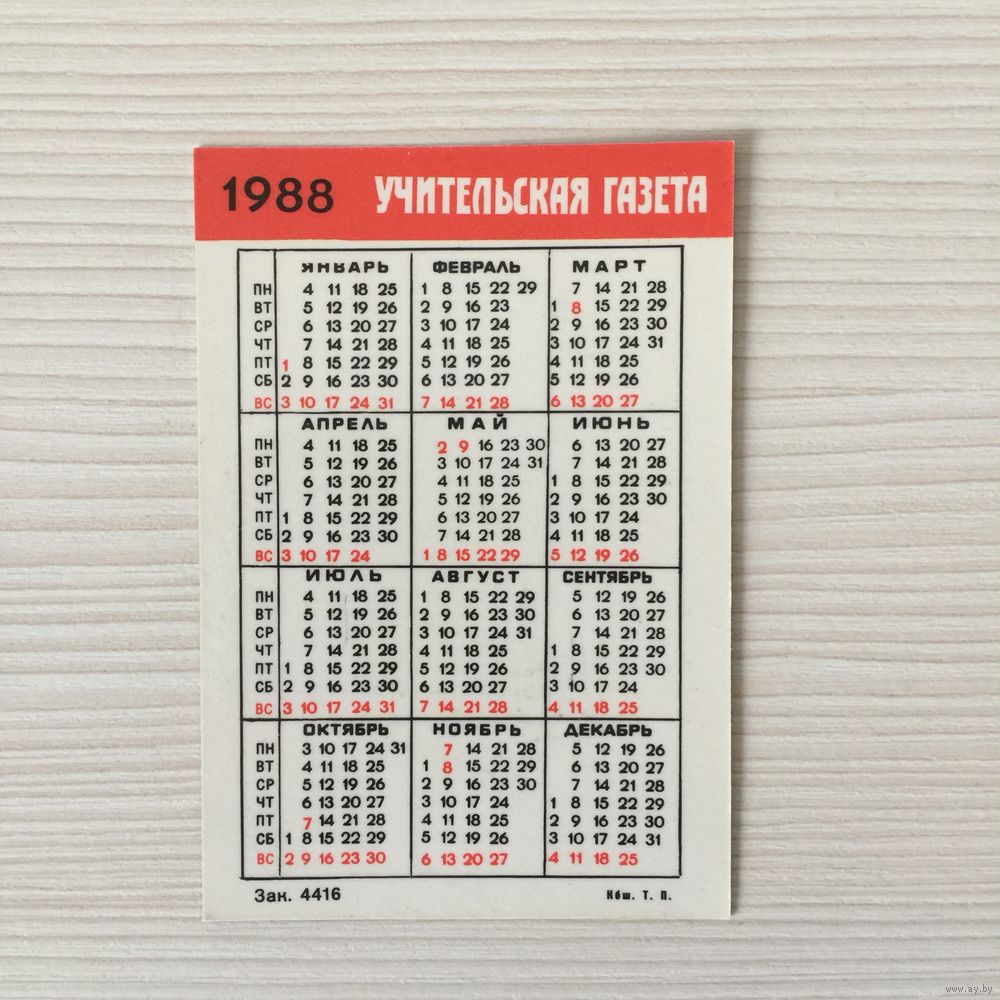 1988 УЧИТЕЛЬСКАЯ ГАЗЕТА
ЯНВАРЬ ФЕВРАЛЬ МАРТ
ПН 4 11 18 25 1 8 15 22 29 7 14 21 28
ВТ 5 12 19 26 2 9 16 23 1 8 15 22 29
СР 6 13 20 27 3 10 17 24 2 9 16 23 30
ЧТ 7 14 21 28 4 11 18 25 3 10 17 24 31
ПТ 1 8 15 22 29 5 12 19 26 4 11 18 25
СБ 2 9 16 23 30 6 13 20 27 5 12 19 26
ВС 3 10 17 24 31 7 14 21 28 6 13 20 27
АПРЕЛЬ МАЙ ИЮНЬ
ПН 4 11 18 25 2 9 16 23 30 6 13 20 27
ВТ 5 12 19 26 3 10 17 24 31 7 14 21 28
СР 6 13 20 27 4 11 18 25 1 8 15 22 29
ЧТ 7 14 21 28 5 12 19 26 2 9 16 23 30
ПТ 1 8 15 22 29 6 13 20 27 3 10 17 24
СБ 2 9 16 23 30 7 14 21 28 4 11 18 25
ВС 3 10 17 24 1 8 15 22 29 5 12 19 26
ИЮЛЬ АВГУСТ СЕНТЯБРЬ
ПН 4 11 18 25 1 8 15 22 29 5 12 19 26
ВТ 5 12 19 26 2 9 16 23 30 6 13 20 27
СР 6 13 20 27 3 10 17 24 31 7 14 21 28
ЧТ 7 14 21 28 4 11 18 25 1 8 15 22 29
ПТ 1 8 15 22 29 5 12 19 26 2 9 16 23 30
СБ 2 9 16 23 30 6 13 20 27 3 10 17 24
ВС 3 10 17 24 31 7 14 21 28 4 11 18 25
ОКТЯБРЬ НОЯБРЬ ДЕКАБРЬ
ПН 3 10 17 24 31 7 14 21 28 5 12 19 26
ВТ 4 11 18 25 1 8 15 22 29 6 13 20 27
СР 5 12 19 26 2 9 16 23 30 7 14 21 28
ЧТ 6 13 20 27 3 10 17 24 1 8 15 22 29
ПТ 7 14 21 28 4 11 18 25 2 9 16 23 30
СБ 1 8 15 22 29 5 12 19 26 3 10 17 24 31
ВС 2 9 16 23 30 6 13 20 27 4 11 18 25
Зак. 4416 Кбш. Т. П.
www.ay.by